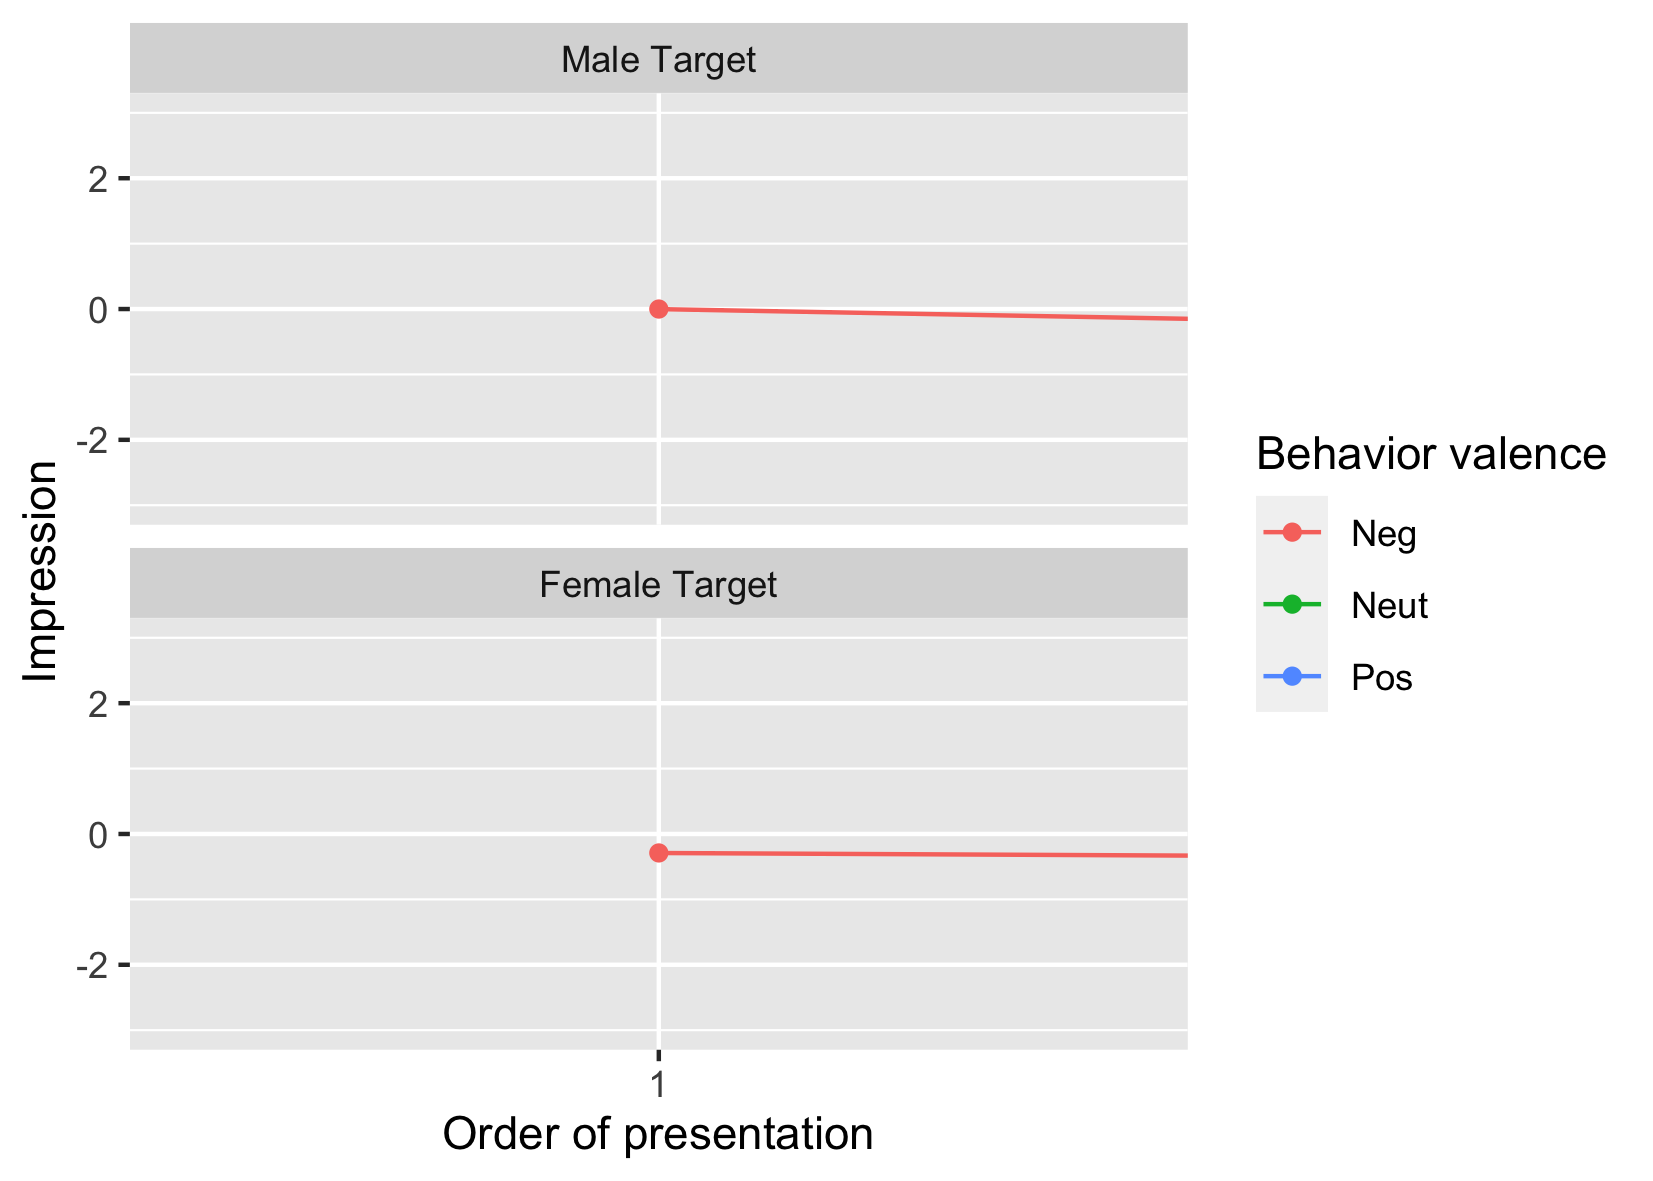 Male Target
2
0
-2
Female Target
2
0
-2
1
Order of presentation
Impression
Behavior valence
Neg
Neut
Pos